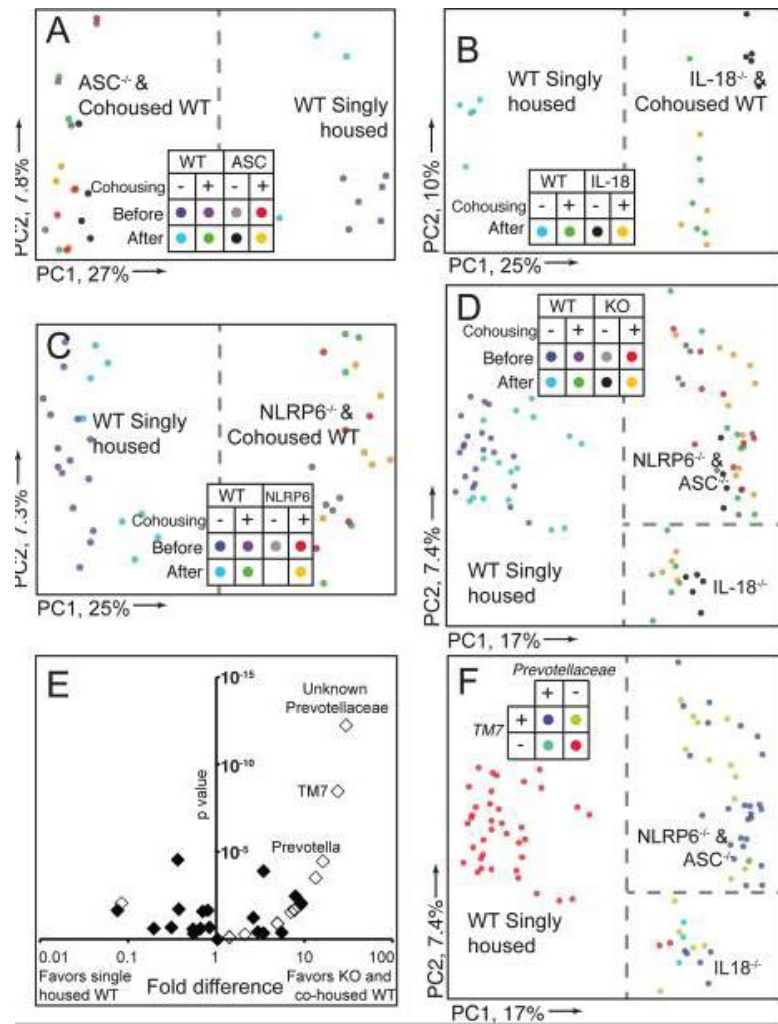 A
ASC-/- &
Cohoused WT
WT Singly
housed
WT ASC
Cohousing - + - +
Before
After
PC2, 7.8%
PC1, 27%
B
WT Singly
housed
IL-18-/- &
Cohoused WT
WT IL-18
Cohousing - + - +
After
PC2, 10%
PC1, 25%
C
WT Singly
housed
NLRP6-/- &
Cohoused WT
WT NLRP6
Cohousing - + - +
Before
After
PC2, 7.3%
PC1, 25%
D
WT KO
Cohousing - + - +
Before
After
NLRP6-/- &
ASC-/-
WT Singly
housed
IL-18-/-
PC2, 7.4%
PC1, 17%
E
10-15
Unknown
Prevotellaceae
10-10
TM7
p value
10-5
Prevotella
0.01 0.1 1 10 100
Favors single
housed WT
Fold difference
Favors KO and
co-housed WT
F
Prevotellaceae
+ -
TM7 +
-
NLRP6-/- &
ASC-/-
WT Singly
housed
IL18-/-
PC2, 7.4%
PC1, 17%